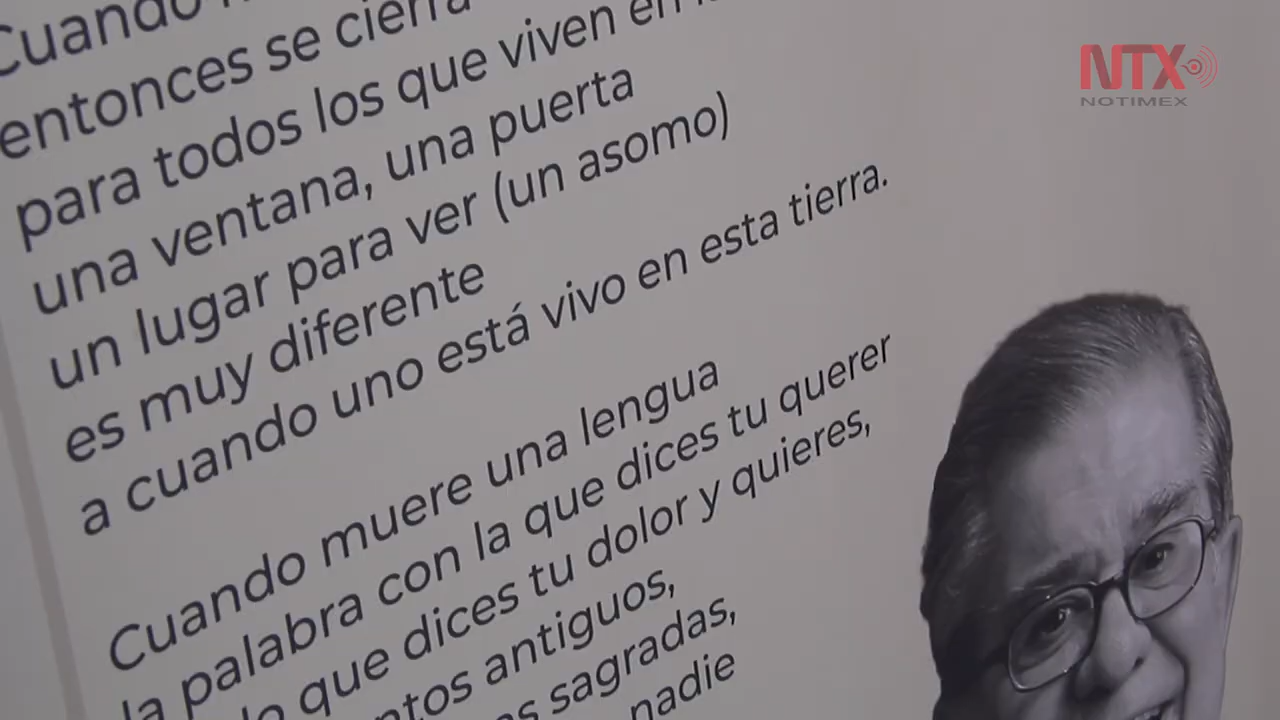 Cuando
entonces se cierra
para todos los que viven en
una ventana, una puerta
un lugar para ver (un asomo)
es muy diferente
a cuando uno está vivo en esta tierra.
Cuando muere una lengua
la palabra con la que dices tu querer
que dices tu dolor y quieres,
antiguos,
sagradas,
nadie
NTX
NOTIMEX